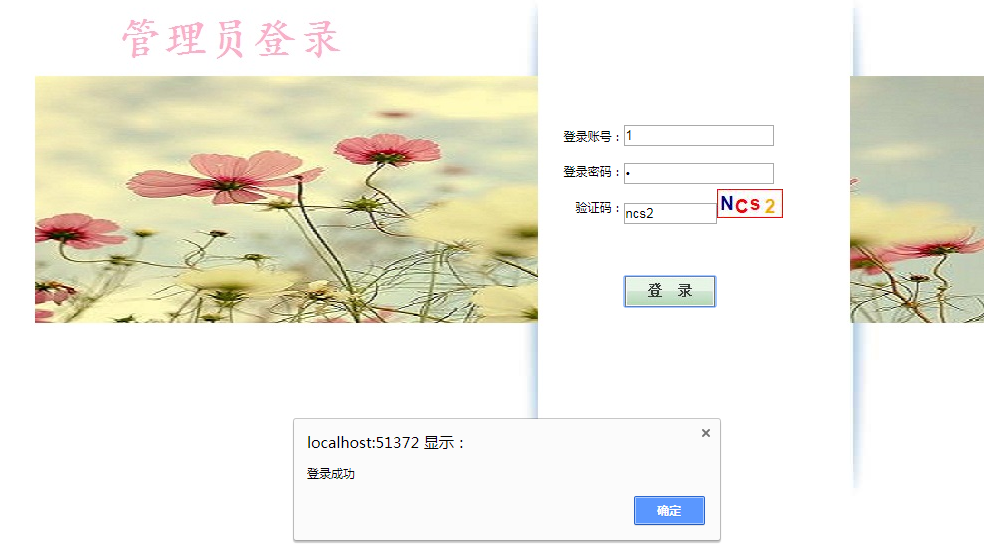 管理员登录
登录账号：1
登录密码：•
验证码：ncs2 NCS2
登 录
localhost:51372 显示：
×
登录成功
确定